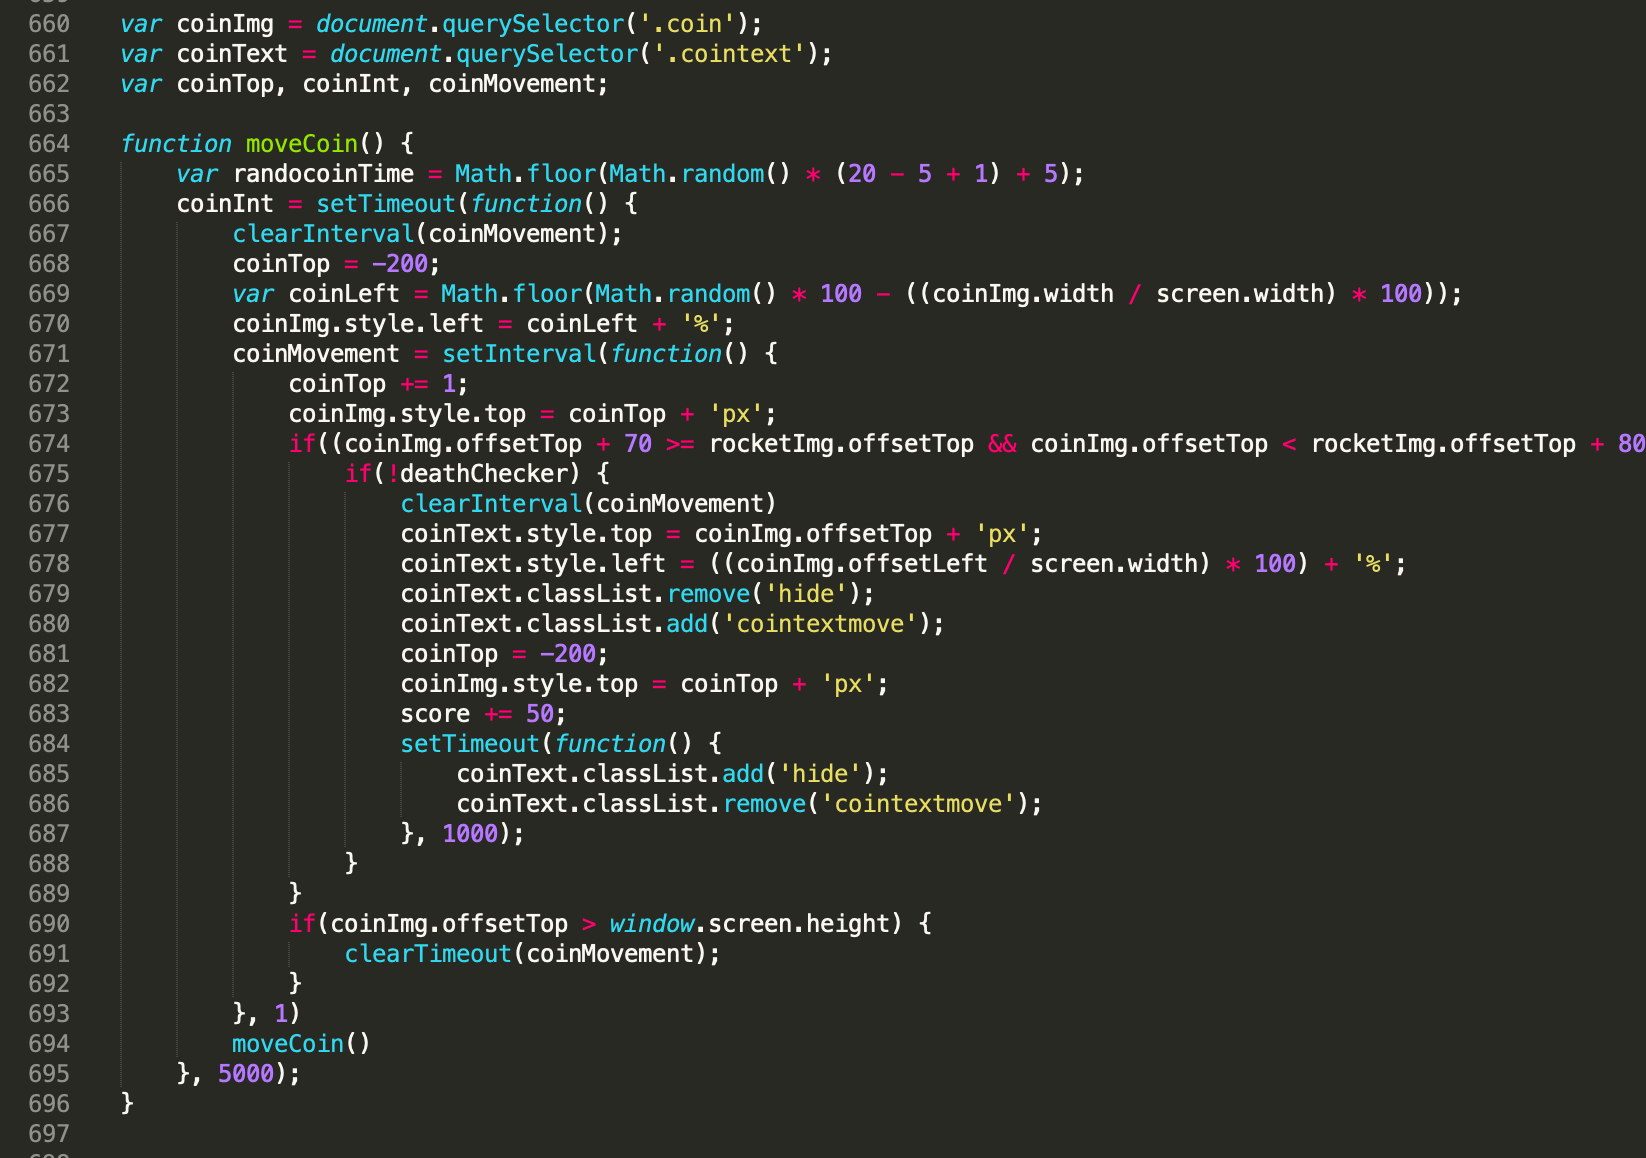 660 var coinImg = document.querySelector('.coin');
661 var coinText = document.querySelector('.cointext');
662 var coinTop, coinInt, coinMovement;
663
664 function moveCoin() {
665 var randocoinTime = Math.floor(Math.random() * (20 - 5 + 1) + 5);
666 coinInt = setTimeout(function() {
667 clearInterval(coinMovement);
668 coinTop = -200;
669 var coinLeft = Math.floor(Math.random() * 100 - ((coinImg.width / screen.width) * 100));
670 coinImg.style.left = coinLeft + '%';
671 coinMovement = setInterval(function() {
672 coinTop += 1;
673 coinImg.style.top = coinTop + 'px';
674 if((coinImg.offsetTop + 70 >= rocketImg.offsetTop && coinImg.offsetTop < rocketImg.offsetTop + 80
675 if(!deathChecker) {
676 clearInterval(coinMovement)
677 coinText.style.top = coinImg.offsetTop + 'px';
678 coinText.style.left = ((coinImg.offsetLeft / screen.width) * 100) + '%';
679 coinText.classList.remove('hide');
680 coinText.classList.add('cointextmove');
681 coinTop = -200;
682 coinImg.style.top = coinTop + 'px';
683 score += 50;
684 setTimeout(function() {
685 coinText.classList.add('hide');
686 coinText.classList.remove('cointextmove');
687 }, 1000);
688 }
689 }
690 if(coinImg.offsetTop > window.screen.height) {
691 clearTimeout(coinMovement);
692 }
693 }, 1)
694 moveCoin()
695 }, 5000);
696 }
697